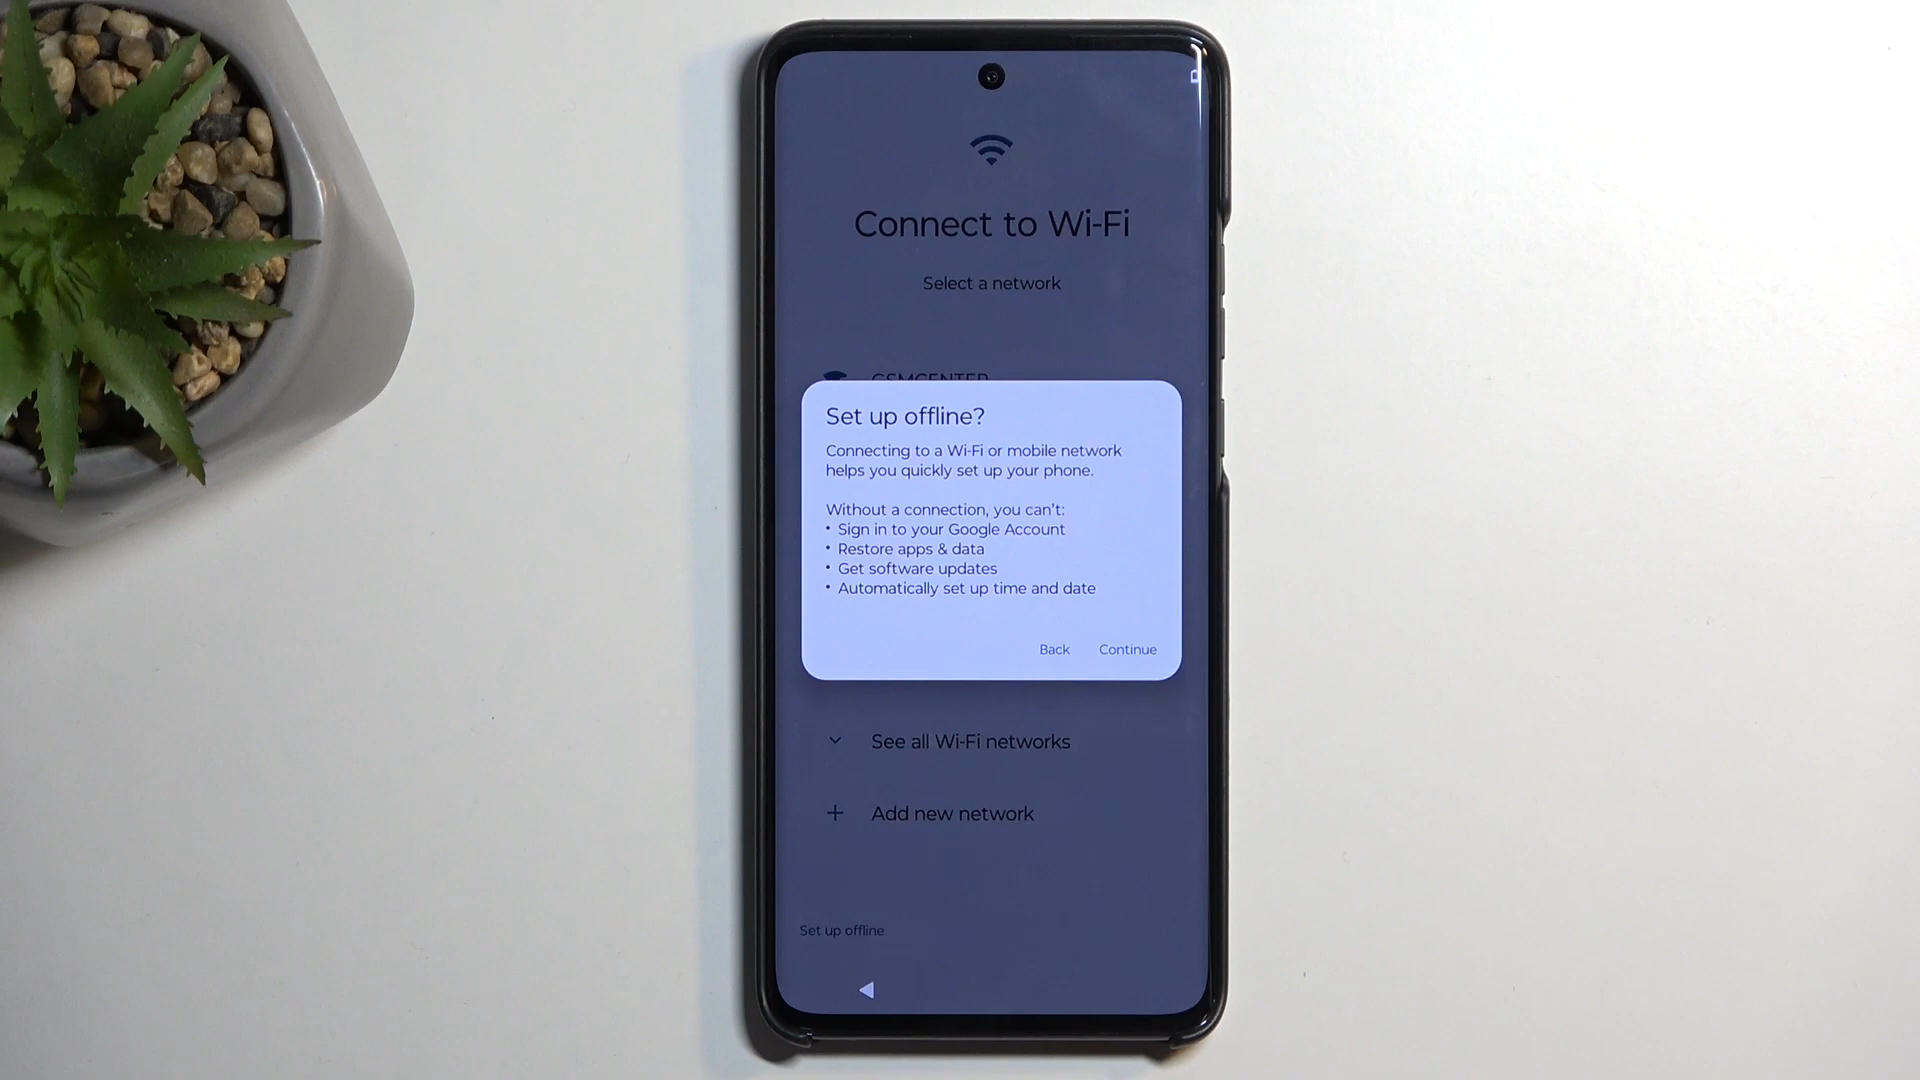 Connect to Wi-Fi
Select a network
GSMCENTER
Set up offline?
Connecting to a Wi-Fi or mobile network
helps you quickly set up your phone.
Without a connection, you can't:
• Sign in to your Google Account
• Restore apps & data
• Get software updates
• Automatically set up time and date
Back Continue
See all Wi-Fi networks
Add new network
Set up offline